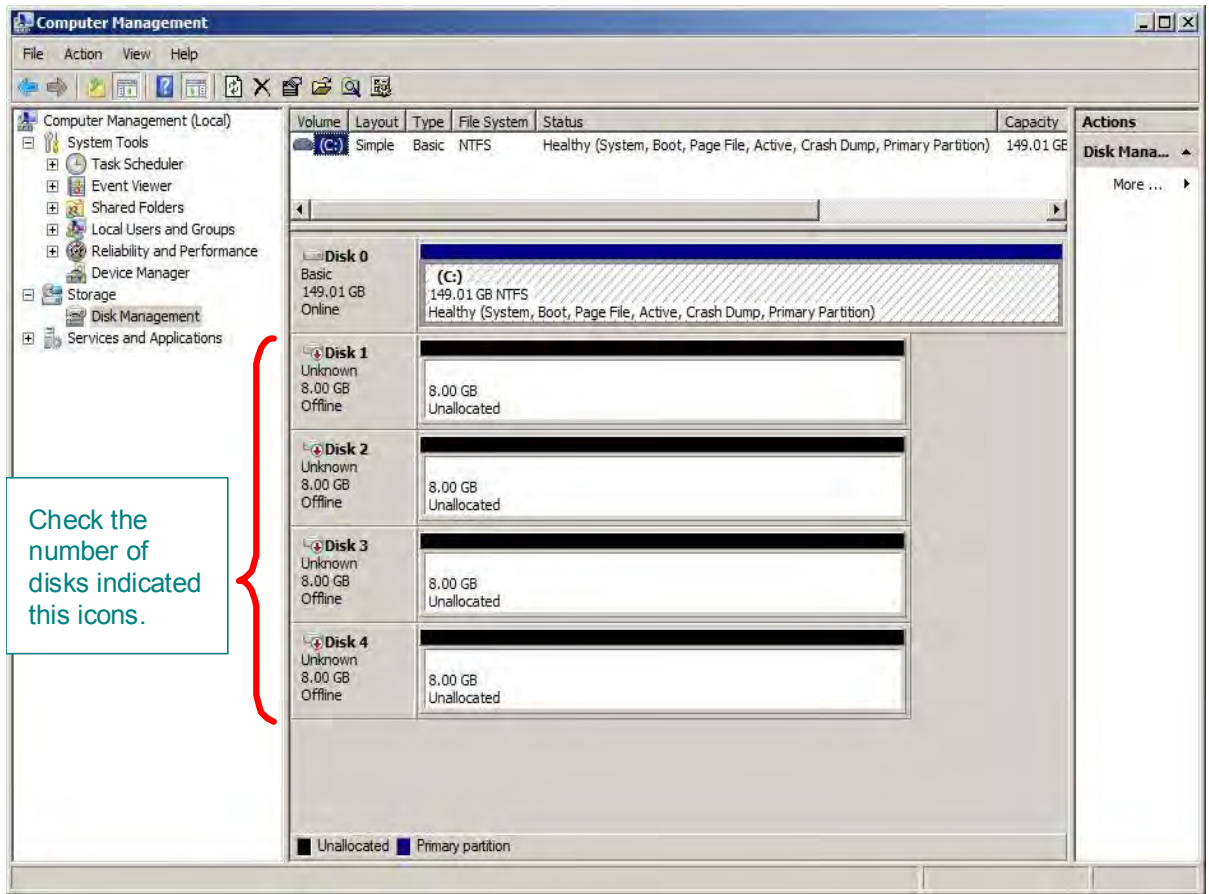 Computer Management
File Action View Help
Computer Management (Local)
System Tools
Task Scheduler
Event Viewer
Shared Folders
Local Users and Groups
Reliability and Performance
Device Manager
Storage
Disk Management
Services and Applications
Volume Layout Type File System Status Capacity
(C:) Simple Basic NTFS Healthy (System, Boot, Page File, Active, Crash Dump, Primary Partition) 149.01 GB
Disk 0
Basic
149.01 GB
Online
(C:)
149.01 GB NTFS
Healthy (System, Boot, Page File, Active, Crash Dump, Primary Partition)
Disk 1
Unknown
8.00 GB
Offline
8.00 GB
Unallocated
Disk 2
Unknown
8.00 GB
Offline
8.00 GB
Unallocated
Disk 3
Unknown
8.00 GB
Offline
8.00 GB
Unallocated
Disk 4
Unknown
8.00 GB
Offline
8.00 GB
Unallocated
Unallocated Primary partition
Actions
Disk Mana...
More ...
Check the
number of
disks indicated
this icons.